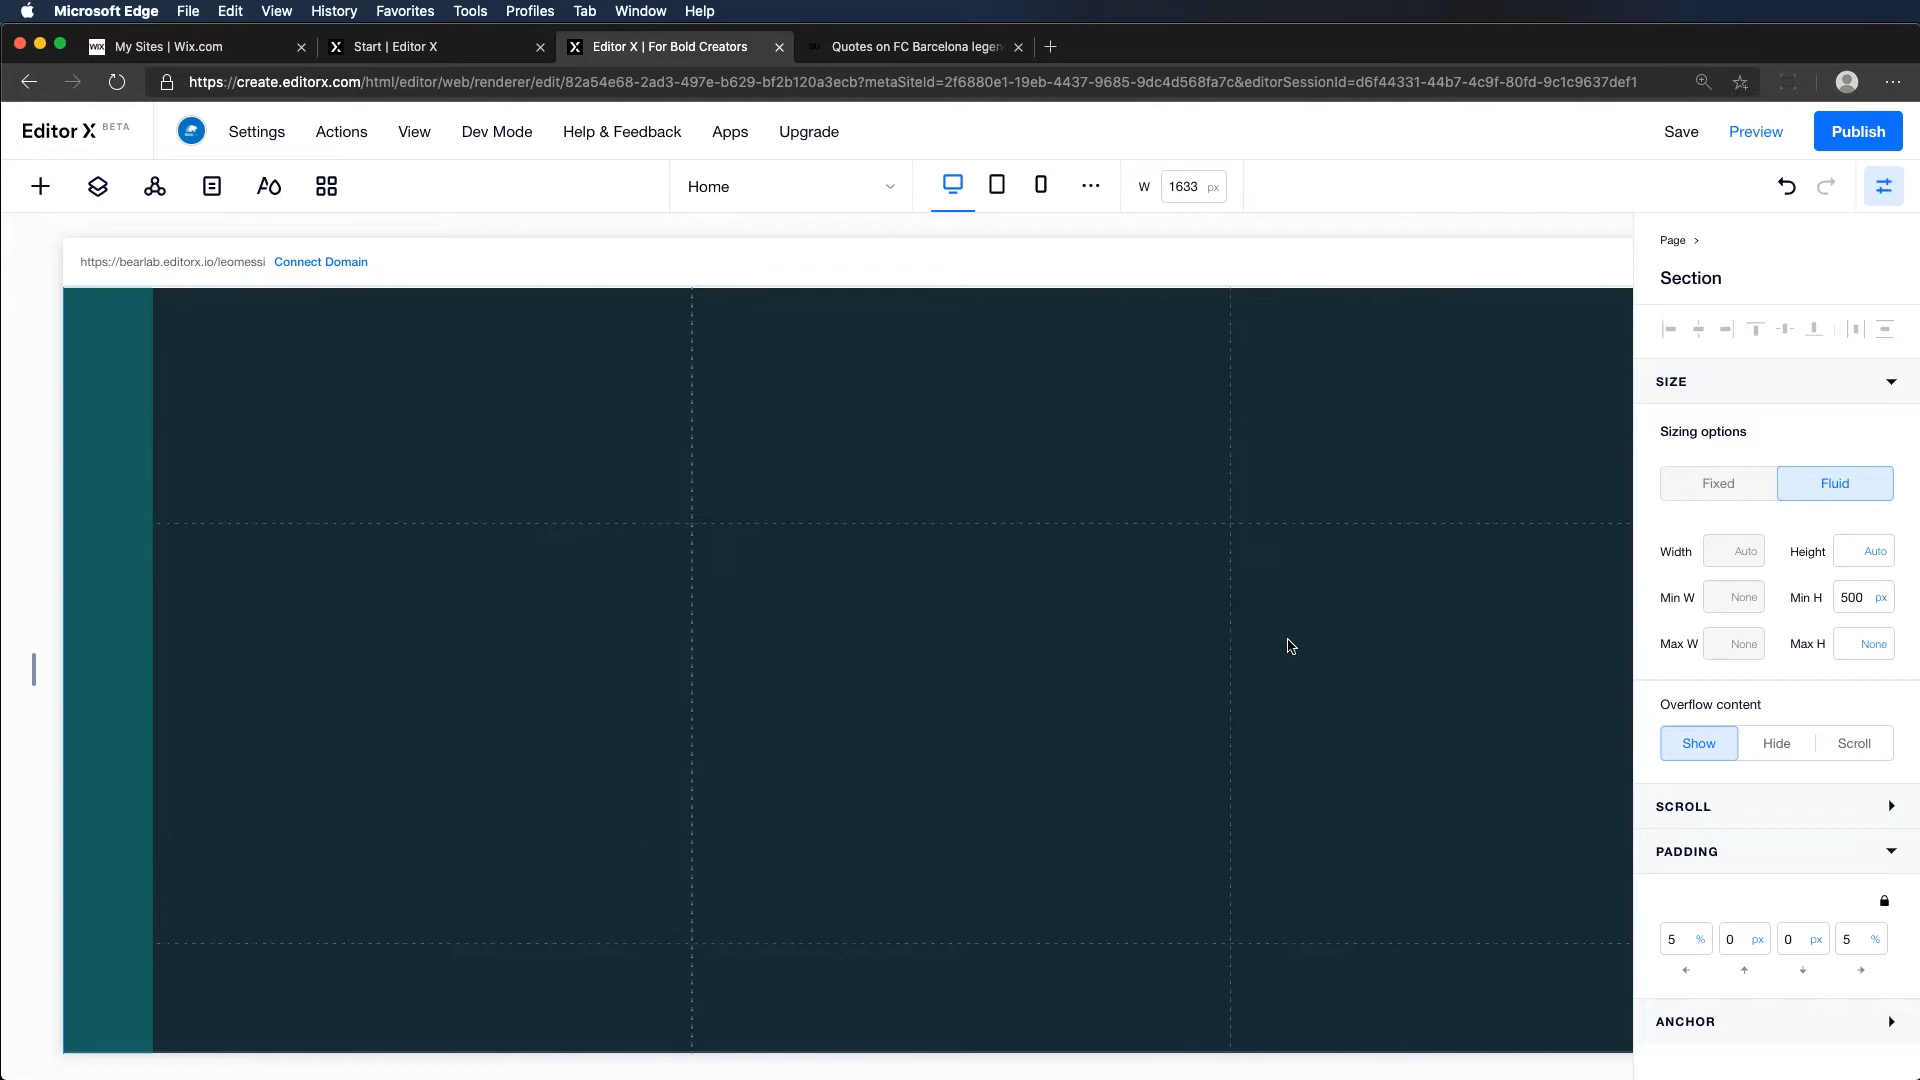 Microsoft Edge File Edit View History Favorites Tools Profiles Tab Window Help
WIX My Sites | Wix.com
X Start | Editor X
X Editor X | For Bold Creators
Quotes on FC Barcelona legen
https://create.editorx.com/html/editor/web/renderer/edit/82a54e68-2ad3-497e-b629-bf2b120a3ecb?metaSiteId=2f6880e1-19eb-4437-9685-9dc4d568fa7c&editorSessionId=d6f44331-44b7-4c9f-80fd-9c1c9637def1
Editor X BETA Settings Actions View Dev Mode Help & Feedback Apps Upgrade Save Preview Publish
Home W 1633 px
https://bearlab.editorx.io/leomessi Connect Domain
Page >
Section
SIZE
Sizing options
Fixed Fluid
Width Auto Height Auto
Min W None Min H 500 px
Max W None Max H None
Overflow content
Show Hide Scroll
SCROLL
PADDING
5 % 0 px 0 px 5 %
ANCHOR